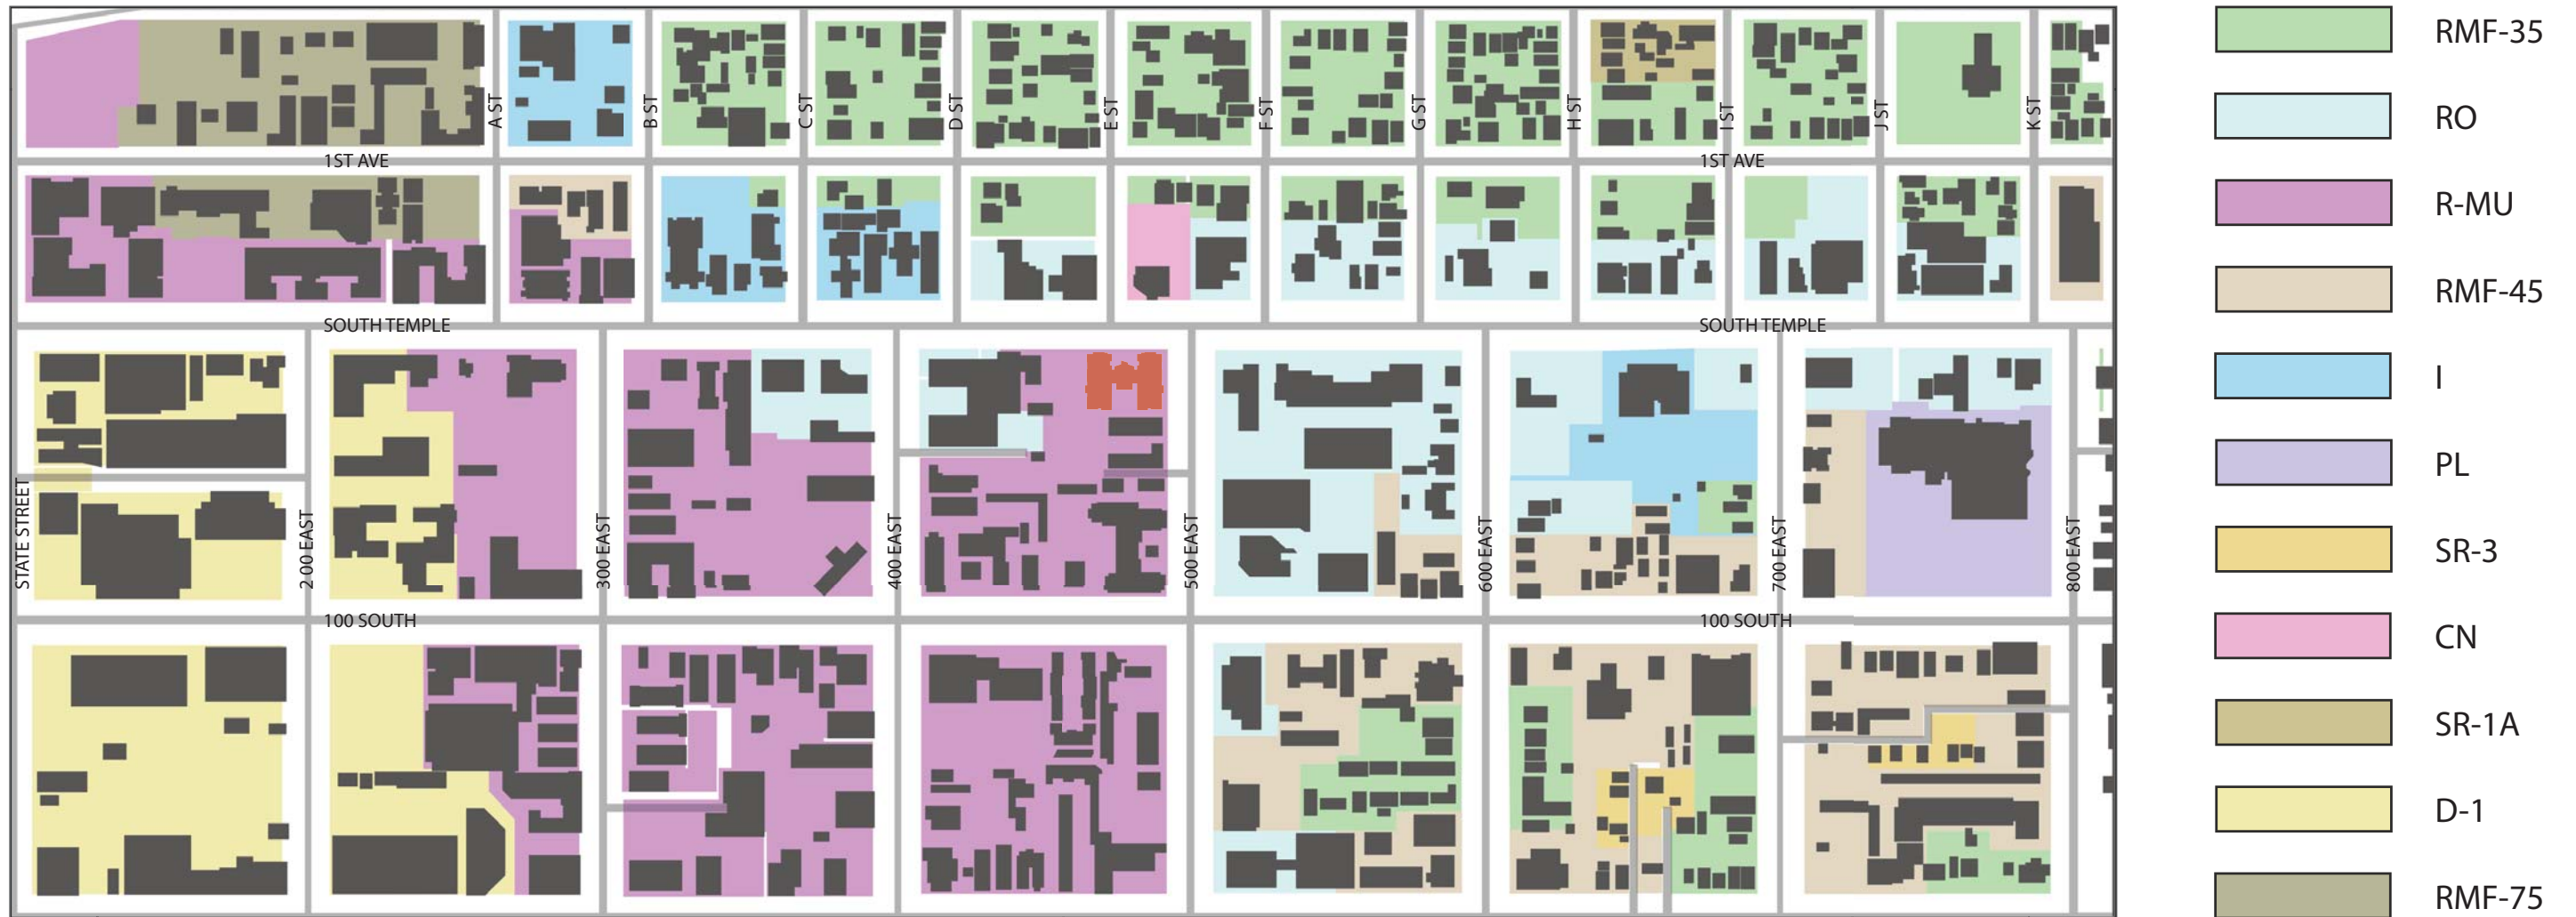 A ST
B ST
C ST
D ST
E ST
F ST
G ST
H ST
I ST
J ST
K ST
1ST AVE
1ST AVE
SOUTH TEMPLE
SOUTH TEMPLE
STATE STREET
200 EAST
300 EAST
400 EAST
500 EAST
600 EAST
700 EAST
800 EAST
100 SOUTH
100 SOUTH
RMF-35
RO
R-MU
RMF-45
I
PL
SR-3
CN
SR-1A
D-1
RMF-75